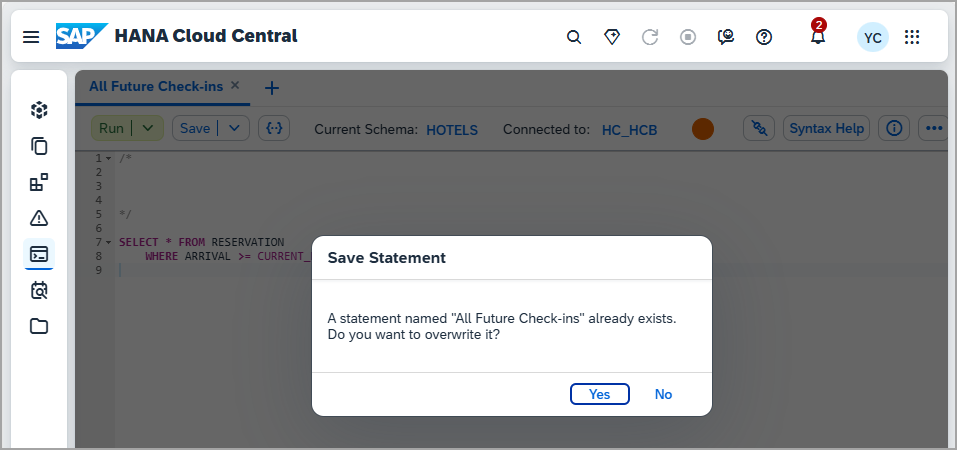 SAP HANA Cloud Central
2
YC
All Future Check-ins
Run Save Current Schema: HOTELS Connected to: HC_HCB Syntax Help
1 /*
2
3
4
5 */
6
7 SELECT * FROM RESERVATION
8 WHERE ARRIVAL >= CURRENT_
9
Save Statement
A statement named "All Future Check-ins" already exists.
Do you want to overwrite it?
Yes No